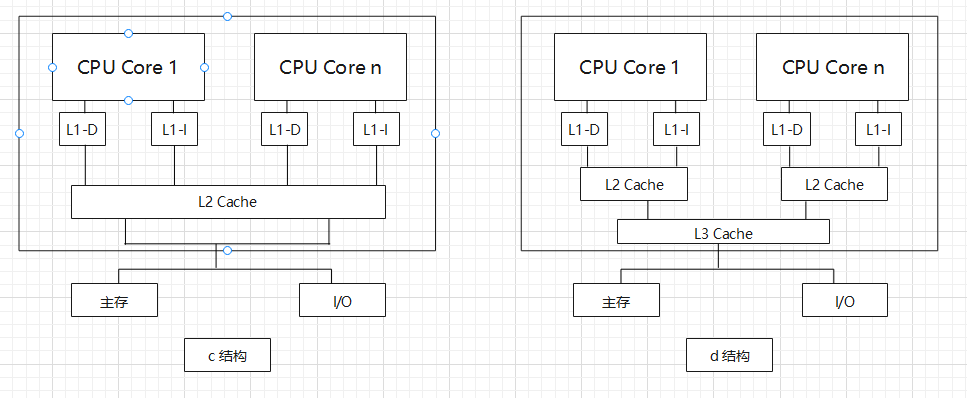 CPU Core 1
CPU Core n
L1-D
L1-I
L1-D
L1-I
L2 Cache
主存
I/O
c 结构
CPU Core 1
CPU Core n
L1-D
L1-I
L1-D
L1-I
L2 Cache
L2 Cache
L3 Cache
主存
I/O
d 结构